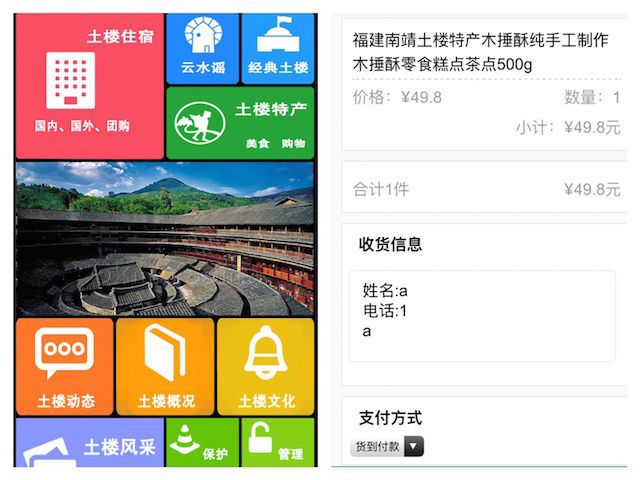 土楼住宿
国内、国外、团购
云水谣
经典土楼
土楼特产
美食 购物
土楼动态
土楼概况
土楼文化
土楼风采
保护
管理
福建南靖土楼特产木捶酥纯手工制作
木捶酥零食糕点茶点500g
价格：¥49.8 数量：1
小计：¥49.8元
合计1件 ¥49.8元
收货信息
姓名:a
电话:1
a
支付方式
货到付款